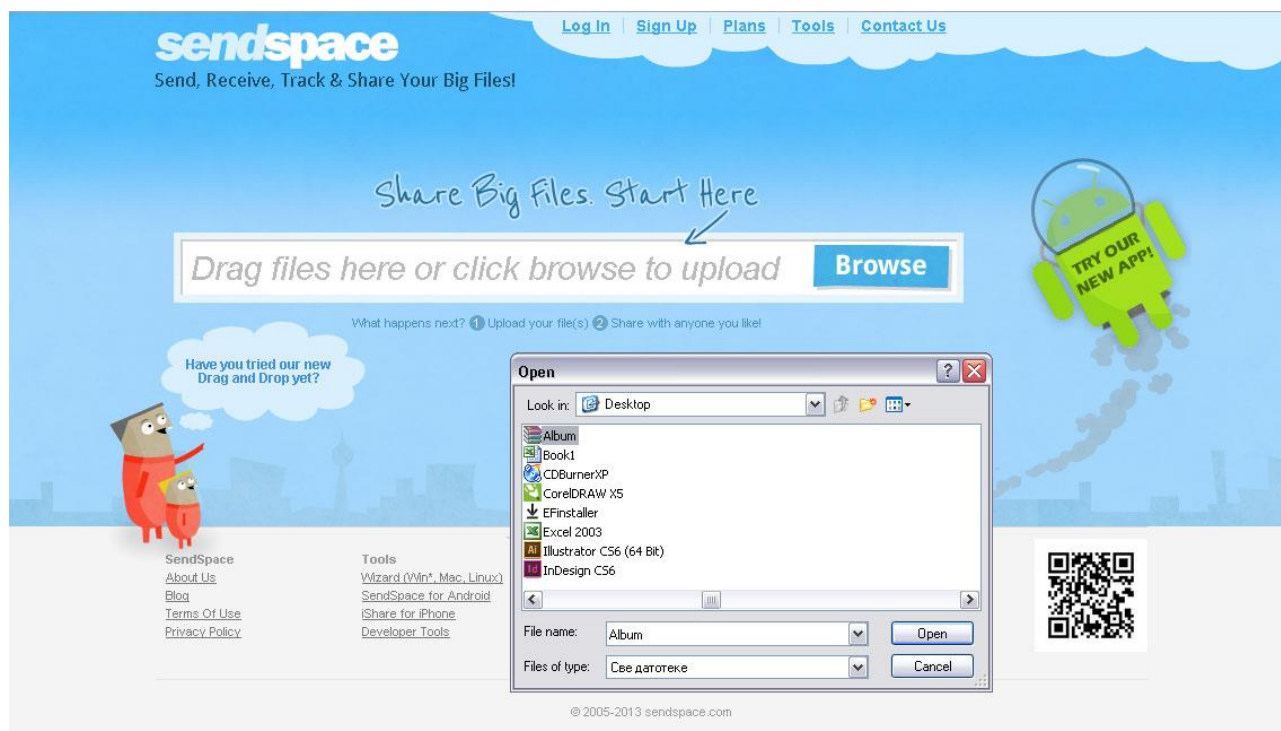 sendspace
Log In | Sign Up | Plans | Tools | Contact Us
Send, Receive, Track & Share Your Big Files!
Share Big Files. Start Here
Drag files here or click browse to upload
Browse
TRY OUR
NEW APP!
What happens next? 1 Upload your file(s) 2 Share with anyone you like!
Have you tried our new
Drag and Drop yet?
Open
Look in: Desktop
Album
Book1
CDBurnerXP
CorelDRAW X5
EFinstaller
Excel 2003
Illustrator CS6 (64 Bit)
InDesign CS6
File name: Album
Open
Files of type: Све датотеке
Cancel
SendSpace
About Us
Blog
Terms Of Use
Privacy Policy
Tools
Wizard (Win*, Mac, Linux)
SendSpace for Android
iShare for iPhone
Developer Tools
© 2005-2013 sendspace.com